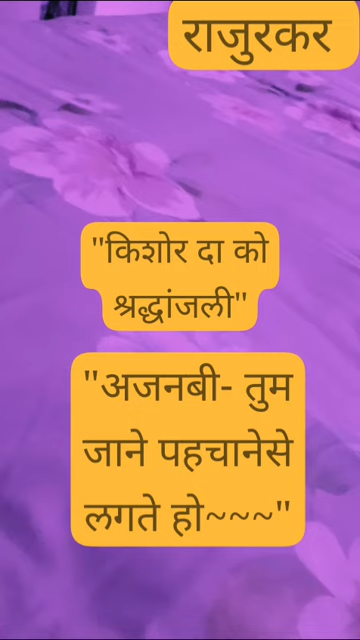 राजुरकर
"किशोर दा को
श्रद्धांजली"
"अजनबी- तुम
जाने पहचानेसे
लगते हो~~~"